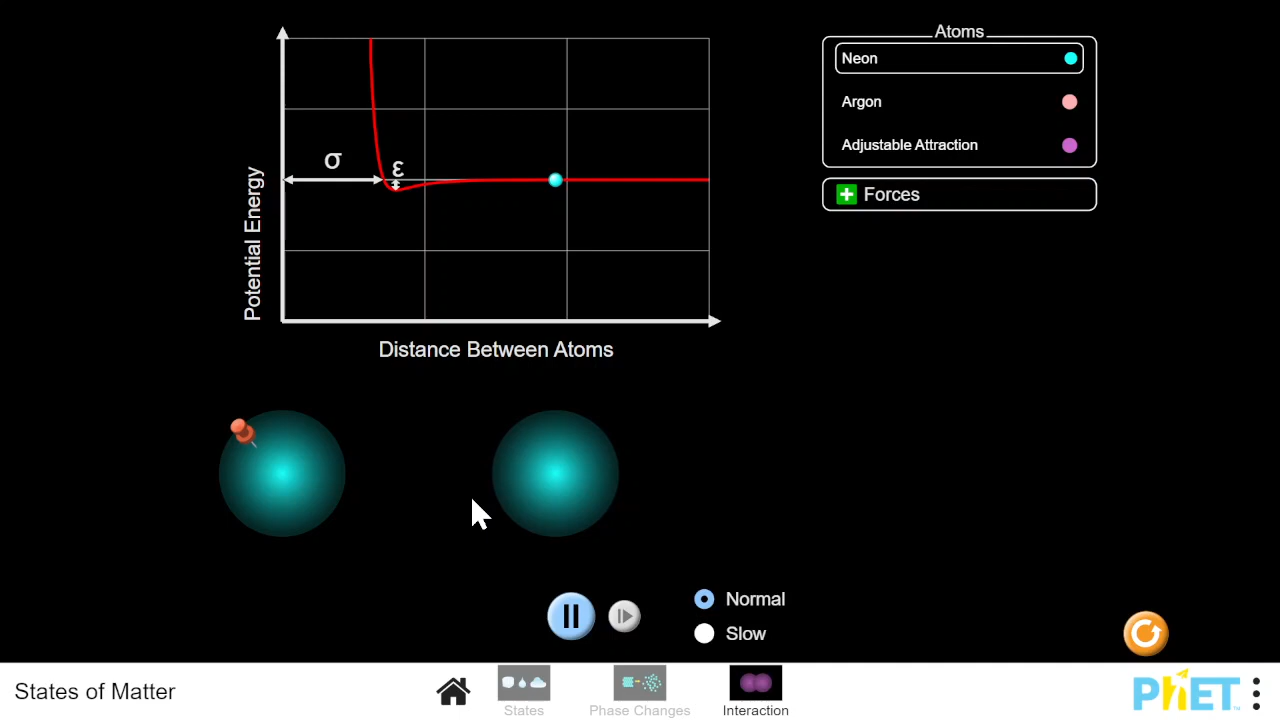 Atoms
Neon
Argon
Adjustable Attraction
Forces
σ
ε
Potential Energy
Distance Between Atoms
Normal
Slow
States of Matter
States
Phase Changes
Interaction
PhET